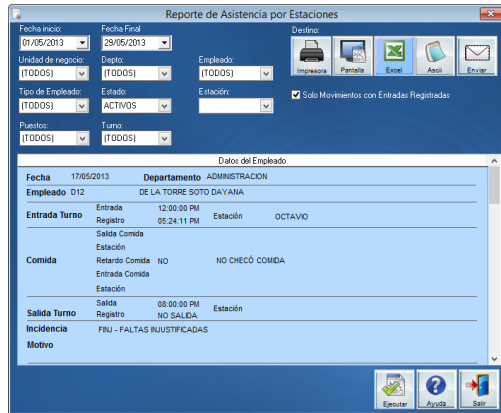 Reporte de Asistencia por Estaciones
Fecha inicio: Fecha Final Destino:
01/05/2013 29/05/2013
Unidad de negocio: Depto: Empleado:
(TODOS) (TODOS) (TODOS)
Impresora Pantalla Excel Ascii Enviar
Tipo de Empleado: Estado: Estación:
(TODOS) ACTIVOS
Solo Movimientos con Entradas Registradas
Puestos: Turno:
(TODOS) (TODOS)
Datos del Empleado
Fecha 17/05/2013 Departamento ADMINISTRACION
Empleado D12 DE LA TORRE SOTO DAYANA
Entrada Turno Entrada 12:00:00 PM
Registro 05:24:11 PM Estación OCTAVIO
Salida Comida
Estación
Comida Retardo Comida NO NO CHECÓ COMIDA
Entrada Comida
Estación
Salida Turno Salida 08:00:00 PM Estación
Registro NO SALIDA
Incidencia FINJ - FALTAS INJUSTIFICADAS
Motivo
Ejecutar Ayuda Salir